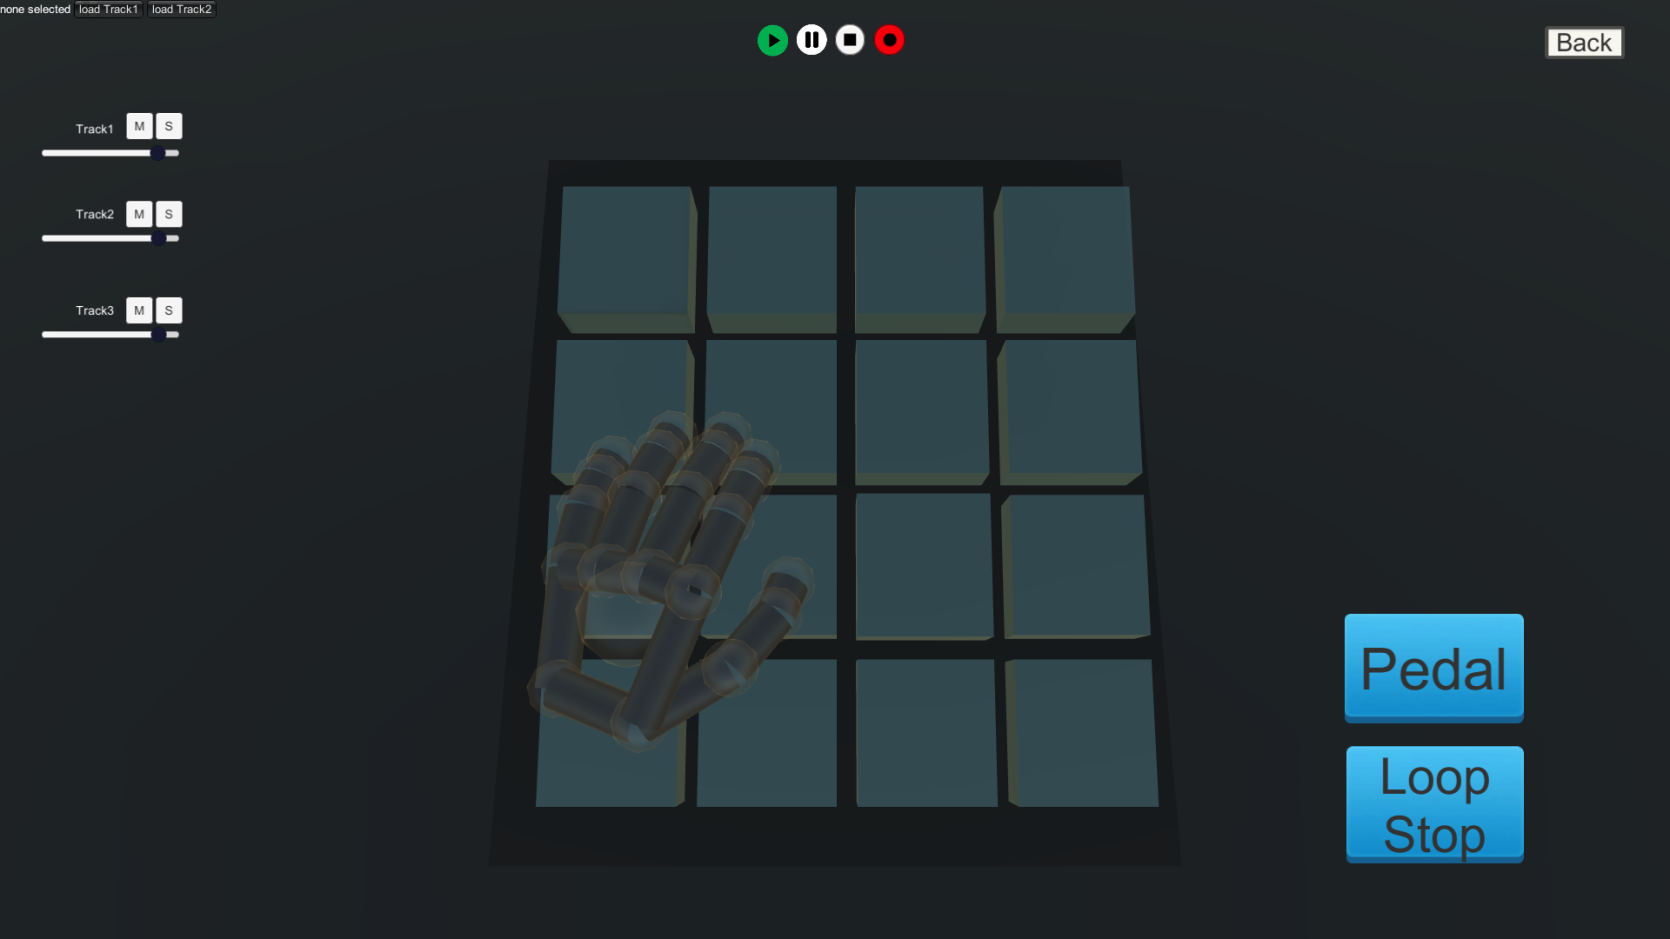 none selected load Track1 load Track2
Back
Track1 M S
Track2 M S
Track3 M S
Pedal
Loop
Stop